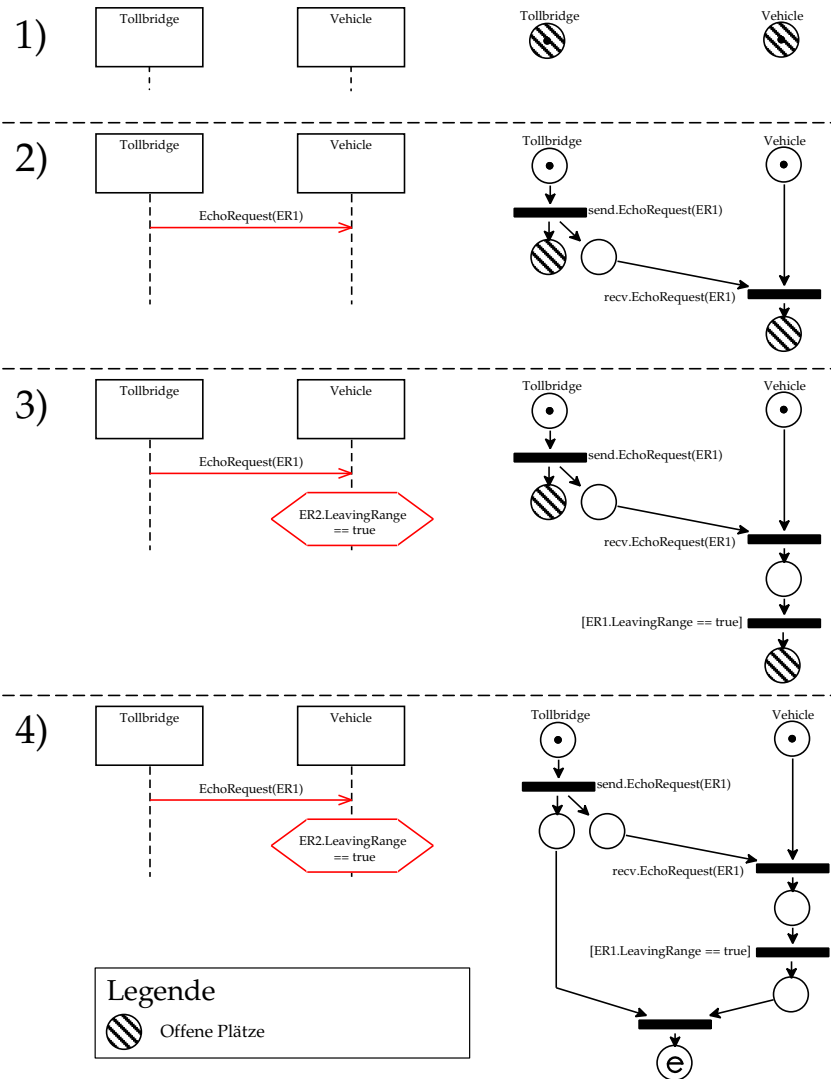 1)
Tollbridge
Vehicle
Tollbridge
Vehicle
2)
Tollbridge
Vehicle
EchoRequest(ER1)
Tollbridge
Vehicle
send.EchoRequest(ER1)
recv.EchoRequest(ER1)
3)
Tollbridge
Vehicle
EchoRequest(ER1)
ER2.LeavingRange
== true
Tollbridge
Vehicle
send.EchoRequest(ER1)
recv.EchoRequest(ER1)
[ER1.LeavingRange == true]
4)
Tollbridge
Vehicle
EchoRequest(ER1)
ER2.LeavingRange
== true
Tollbridge
Vehicle
send.EchoRequest(ER1)
recv.EchoRequest(ER1)
[ER1.LeavingRange == true]
e
Legende
Offene Plätze